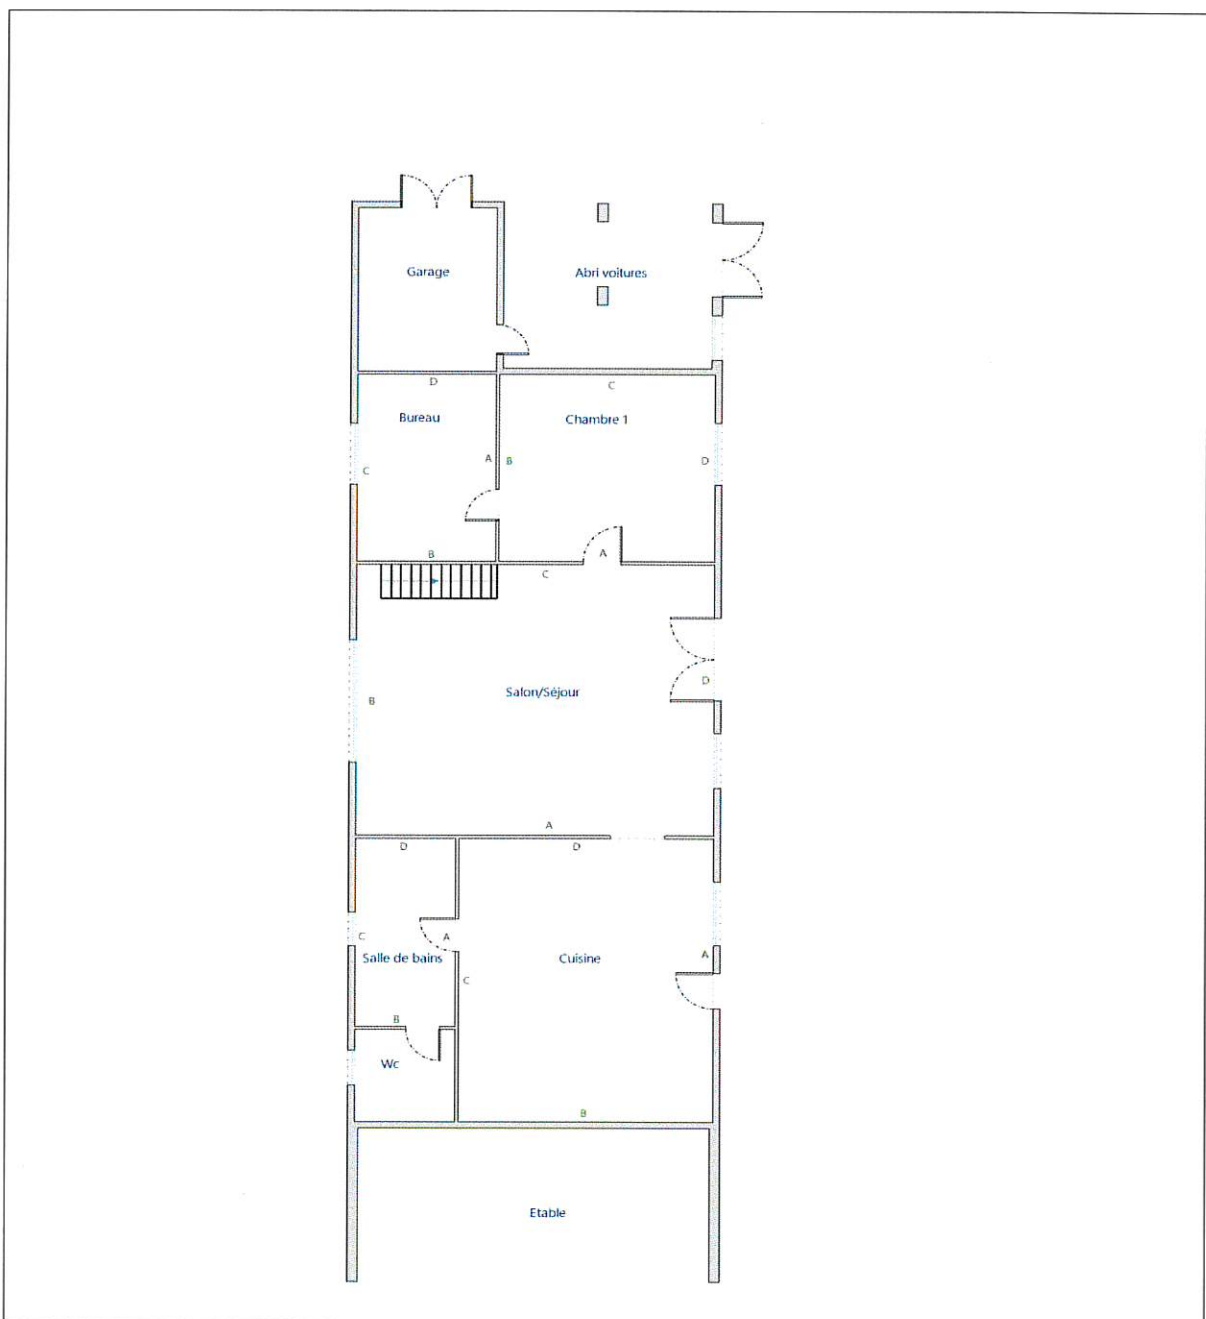 Garage
Abri voitures
D
C
Bureau
Chambre 1
A
B
D
C
B
A
C
D
Salon/Séjour
B
A
D
D
C
A
Salle de bains
Cuisine
A
C
B
Wc
B
Etable